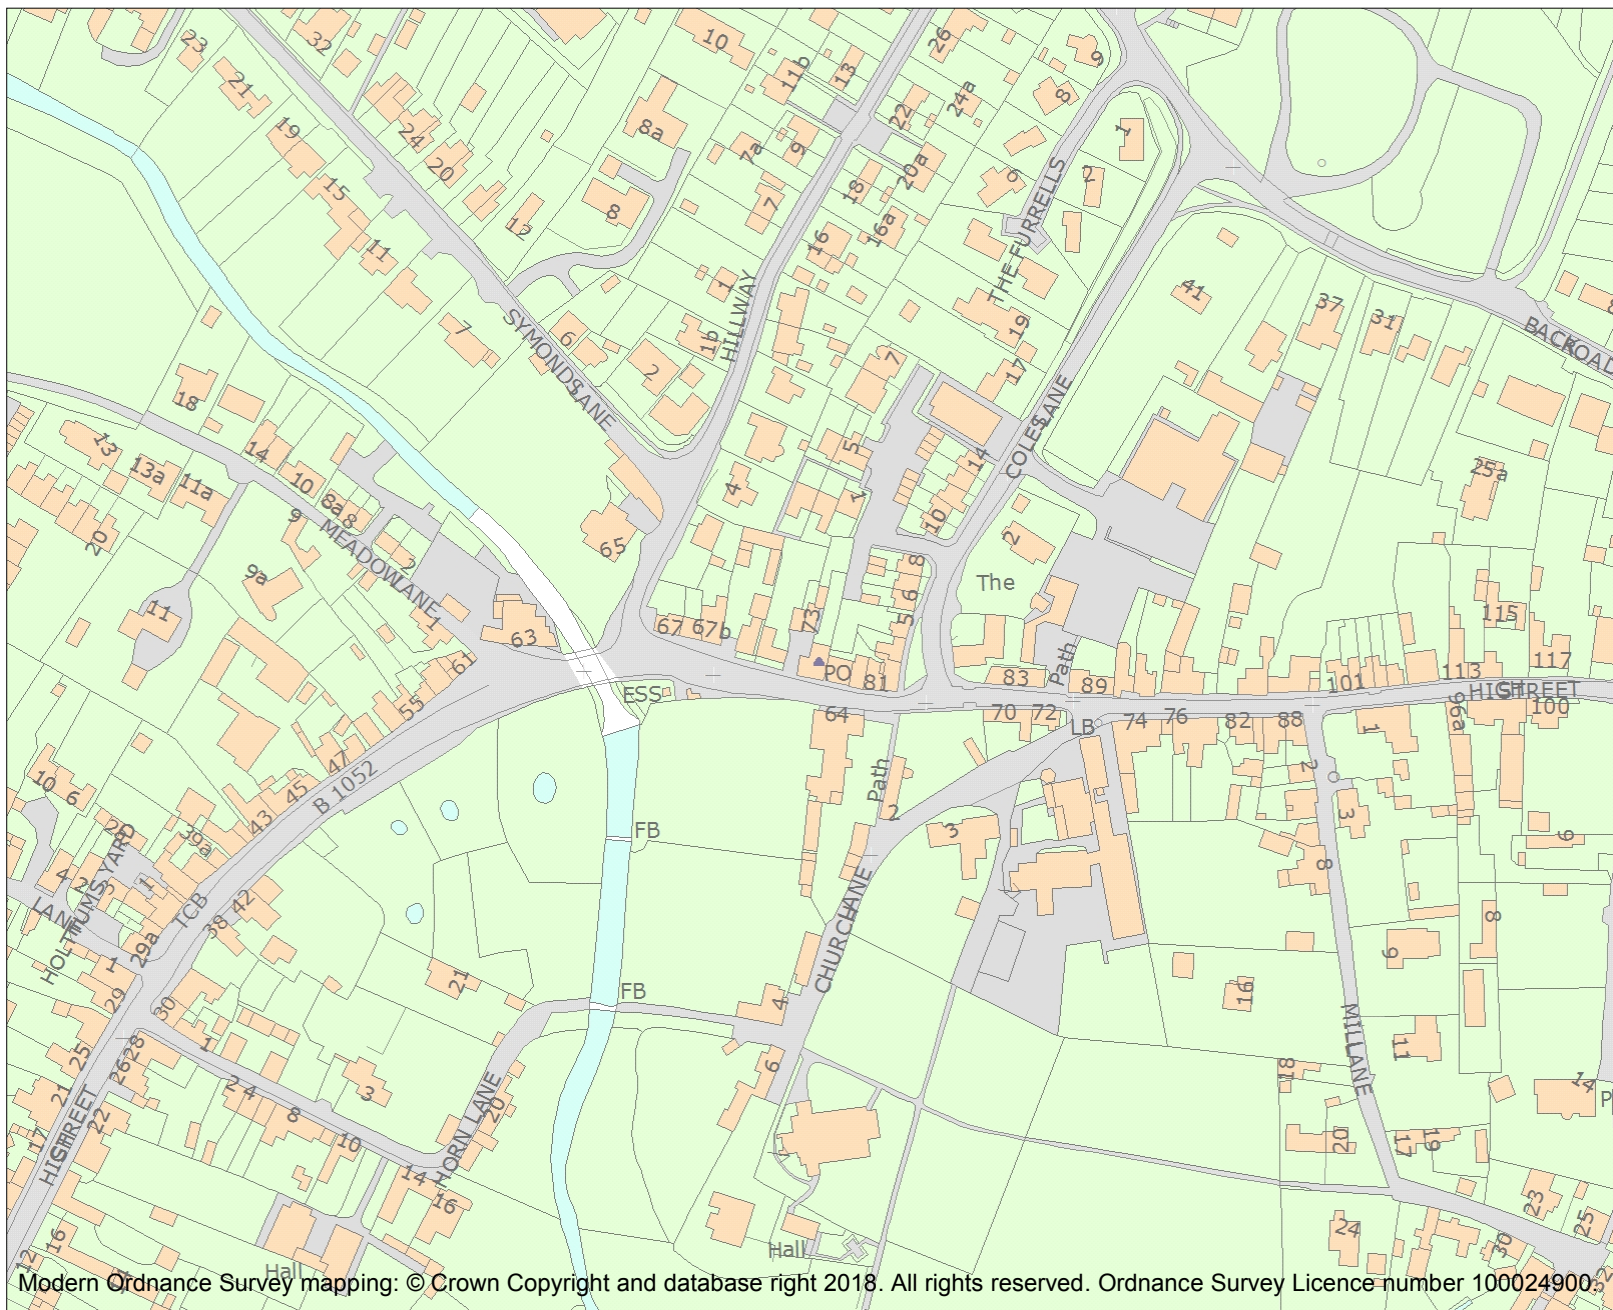 23
32
10
11b
13
26
9
21
24a
8
22
1
19
24
8a
7a
9
20a
2
20
15
18
6
7
12
8
16a
16
THE FURRELLS
11
1
HILLWAY
41
37
31
19
BACK ROAD
7
SYMONDS LANE
6
1b
2
17
7
18
COLES LANE
13
14
13a
5
14
11a
10
8a
8
4
1
25a
9
10
20
MEADOW LANE
65
2
2
8
The
9a
6
11
1
73
5
115
63
67
67b
61
PO
Path
81
83
89
101
113
117
ESS
HIGH STREET
55
64
70
72
74
76
82
88
1
96a
100
LB
47
B 1052
Path
2
10
6
45
2
3
43
FB
3
9
39a
4
2
3
1
8
HOLTTUMS YARD
LANE
TCB
42
38
8
CHURCH LANE
29a
9
1
21
29
30
FB
4
16
MILL LANE
25
28
1
26
11
6
18
21
2
4
3
14
P
HIGH STREET
22
8
HORN LANE
20
17
10
20
17
19
14
16
23
24
25
16
Hall
30
12
Hall
32
Modern Ordnance Survey mapping: © Crown Copyright and database right 2018. All rights reserved. Ordnance Survey Licence number 100024900.